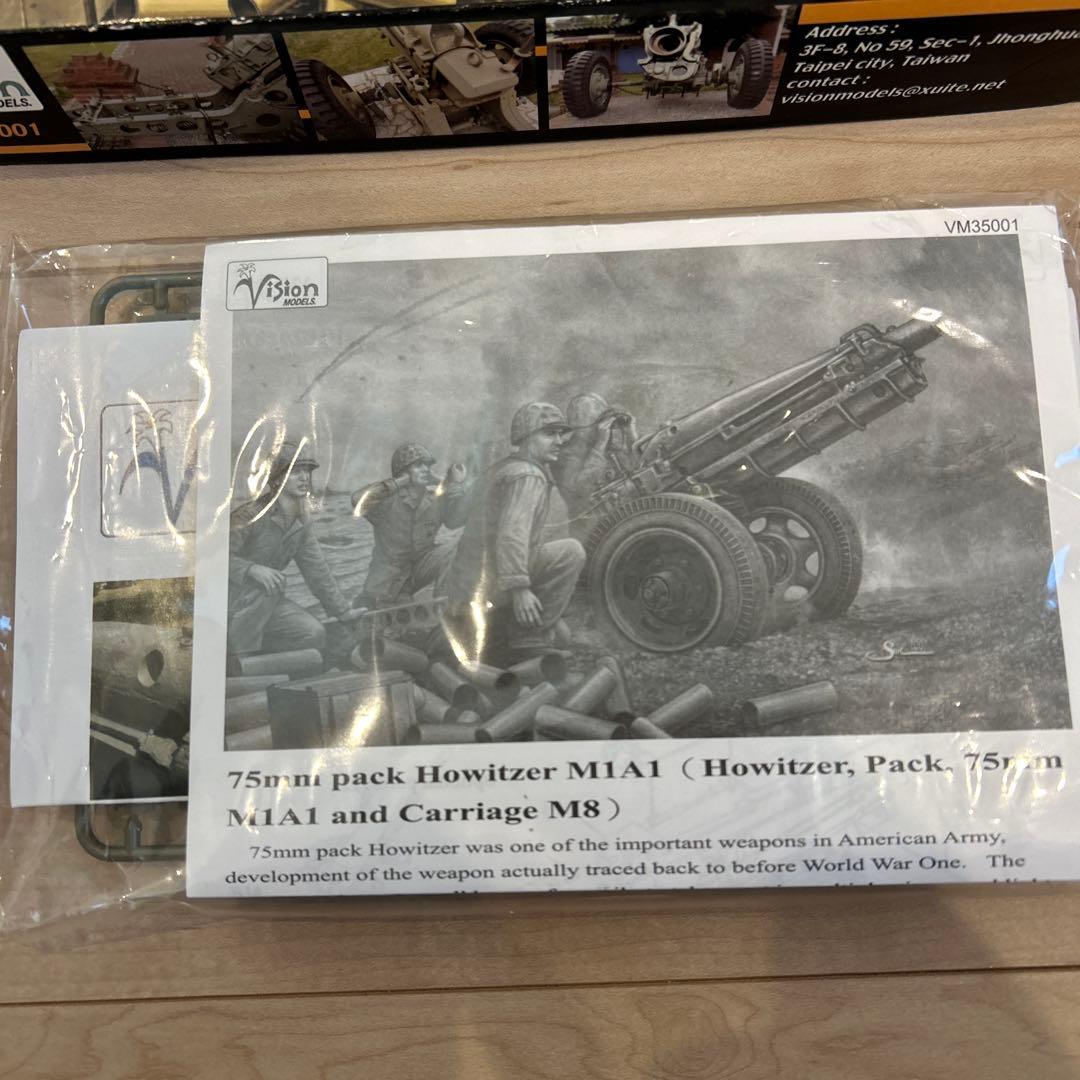 Address :
3F-8, No 59, Sec-1, Jhonghu
Taipei city, Taiwan
contact :
visionmodels@xuite.net
DELS.
001
VM35001
Vision
MODELS.
75mm pack Howitzer M1A1 (Howitzer, Pack, 75mm
M1A1 and Carriage M8)
75mm pack Howitzer was one of the important weapons in American Army,
development of the weapon actually traced back to before World War One. The